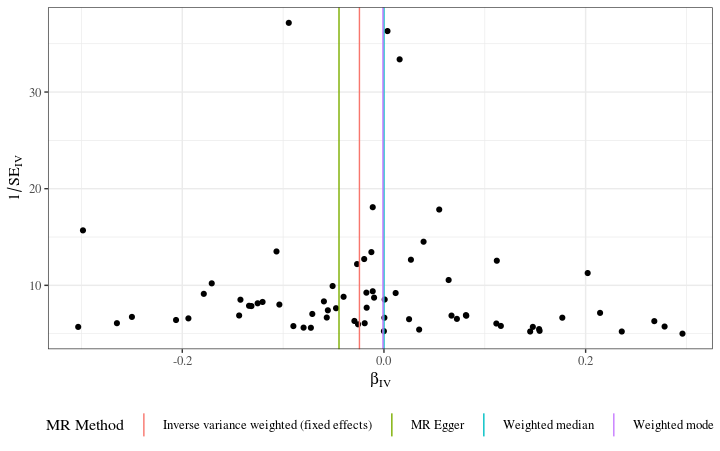 1/SE_IV
30
20
10
-0.2
0.0
0.2
β_IV
MR Method
Inverse variance weighted (fixed effects)
MR Egger
Weighted median
Weighted mode